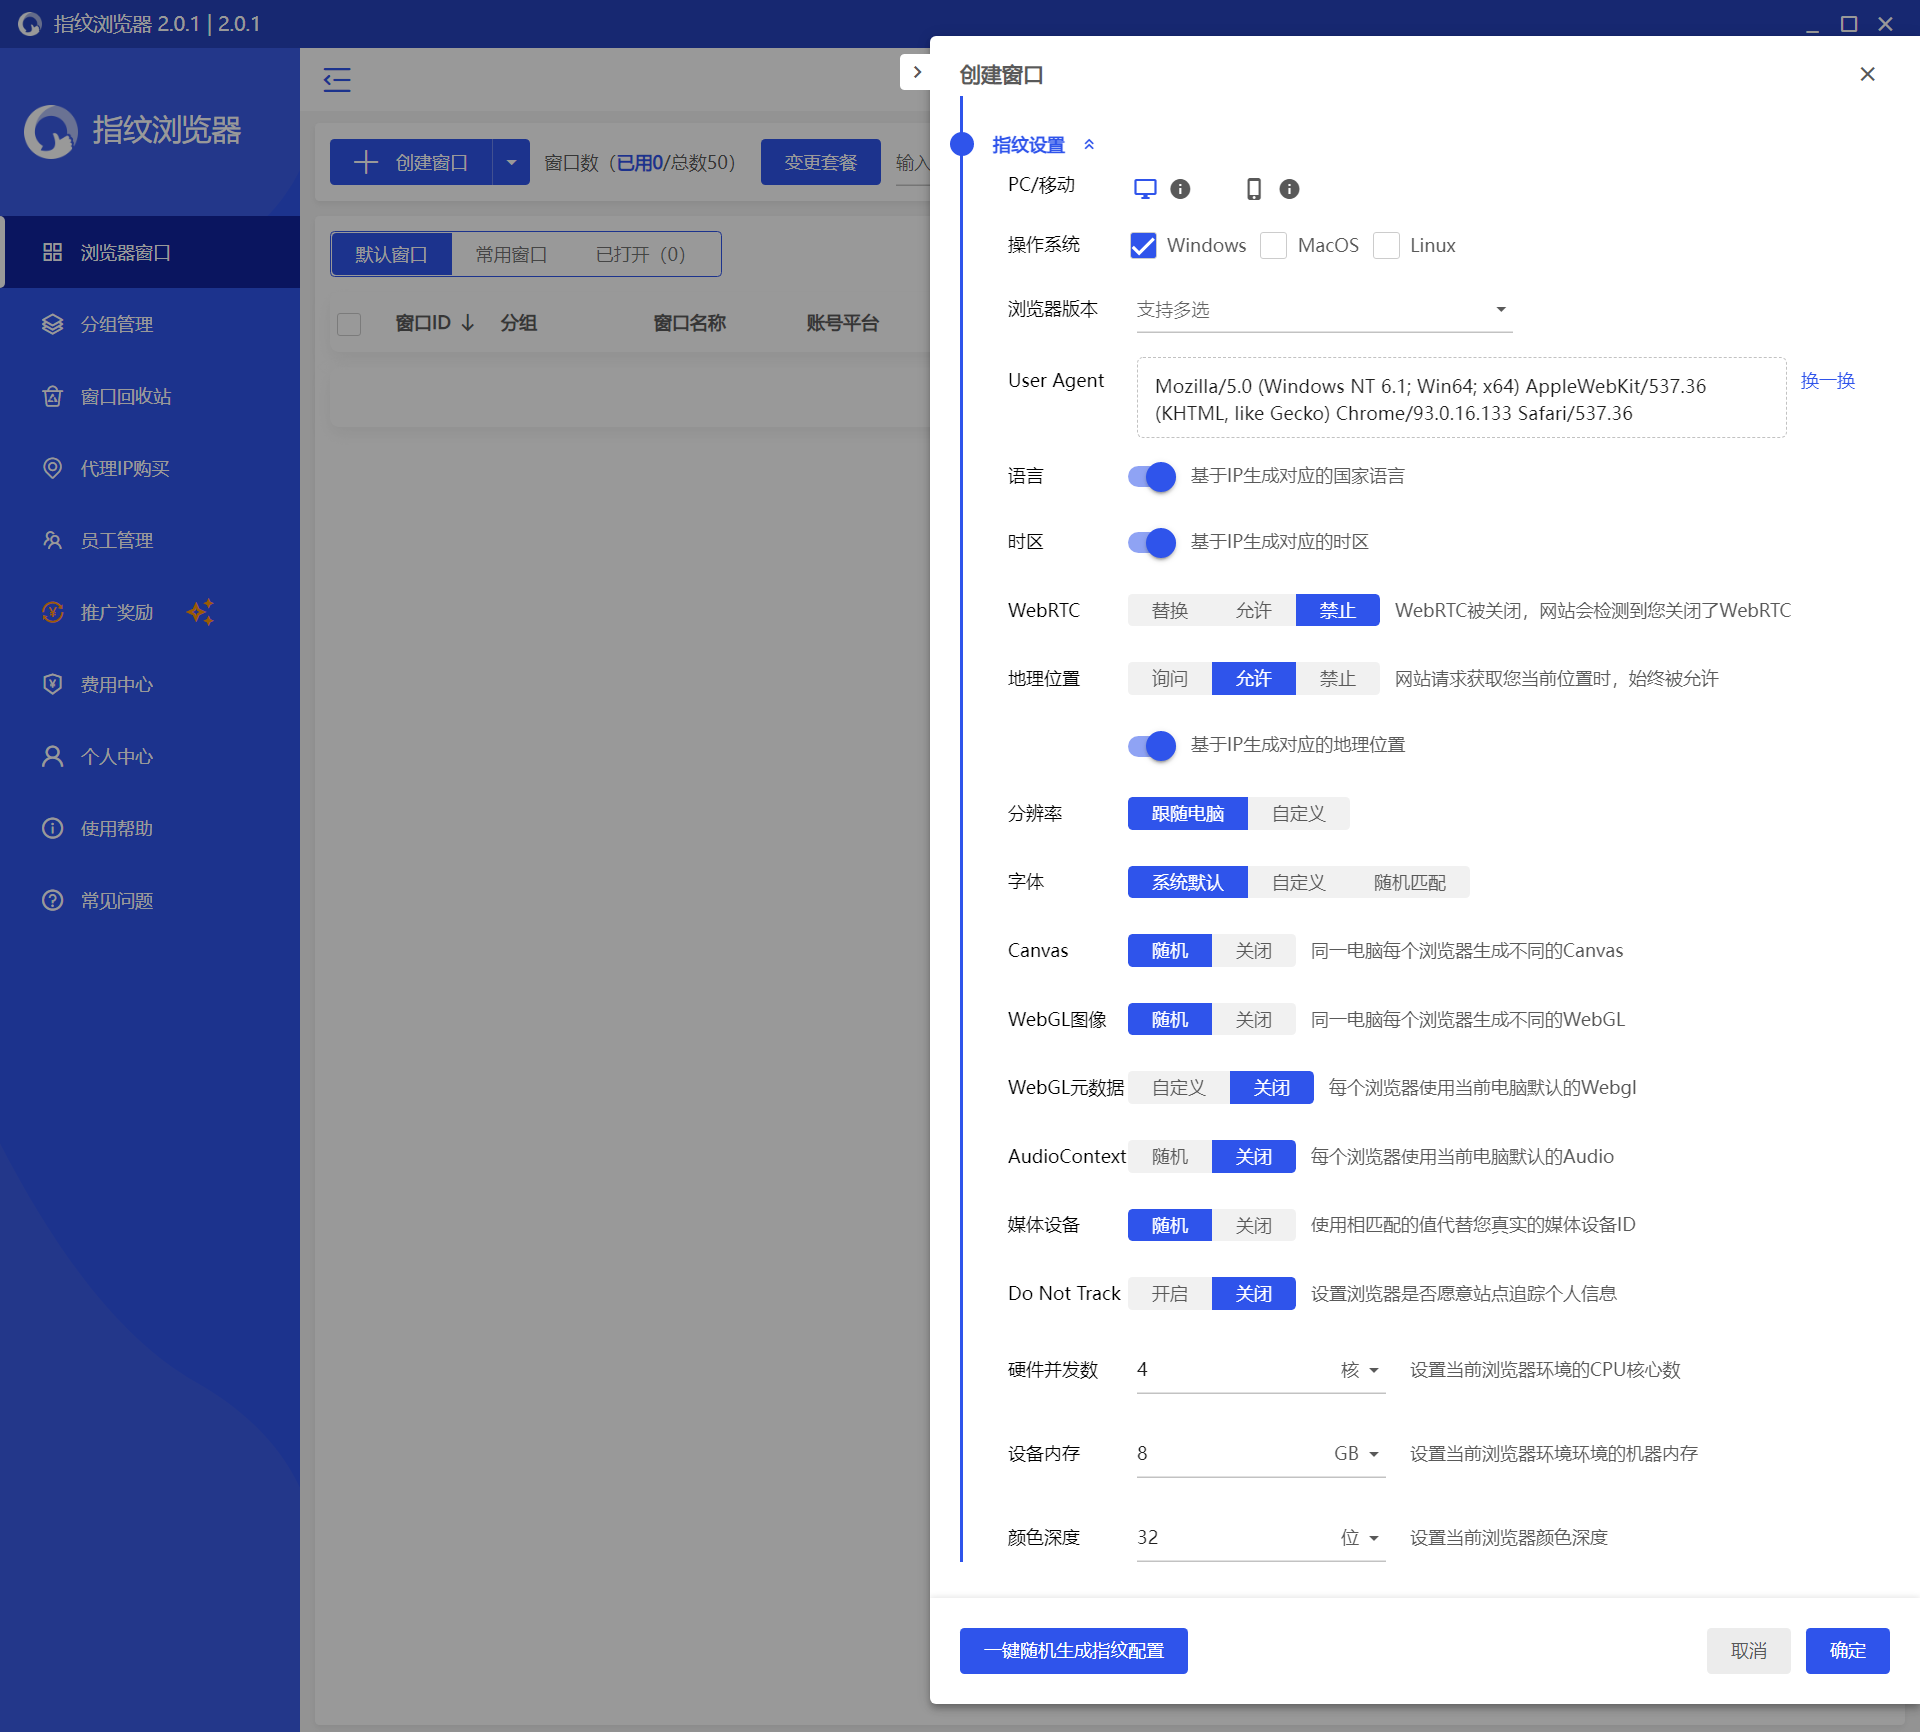 指纹浏览器 2.0.1 | 2.0.1
指纹浏览器
浏览器窗口
分组管理
窗口回收站
代理IP购买
员工管理
推广奖励
费用中心
个人中心
使用帮助
常见问题
创建窗口 窗口数（已用0/总数50） 变更套餐 输入
默认窗口 常用窗口 已打开（0）
窗口ID 分组 窗口名称 账号平台
创建窗口
指纹设置
PC/移动
操作系统 Windows MacOS Linux
浏览器版本 支持多选
User Agent Mozilla/5.0 (Windows NT 6.1; Win64; x64) AppleWebKit/537.36 换一换
(KHTML, like Gecko) Chrome/93.0.16.133 Safari/537.36
语言 基于IP生成对应的国家语言
时区 基于IP生成对应的时区
WebRTC 替换 允许 禁止 WebRTC被关闭，网站会检测到您关闭了WebRTC
地理位置 询问 允许 禁止 网站请求获取您当前位置时，始终被允许
基于IP生成对应的地理位置
分辨率 跟随电脑 自定义
字体 系统默认 自定义 随机匹配
Canvas 随机 关闭 同一电脑每个浏览器生成不同的Canvas
WebGL图像 随机 关闭 同一电脑每个浏览器生成不同的WebGL
WebGL元数据 自定义 关闭 每个浏览器使用当前电脑默认的Webgl
AudioContext 随机 关闭 每个浏览器使用当前电脑默认的Audio
媒体设备 随机 关闭 使用相匹配的值代替您真实的媒体设备ID
Do Not Track 开启 关闭 设置浏览器是否愿意站点追踪个人信息
硬件并发数 4 核 设置当前浏览器环境的CPU核心数
设备内存 8 GB 设置当前浏览器环境环境的机器内存
颜色深度 32 位 设置当前浏览器颜色深度
一键随机生成指纹配置 取消 确定